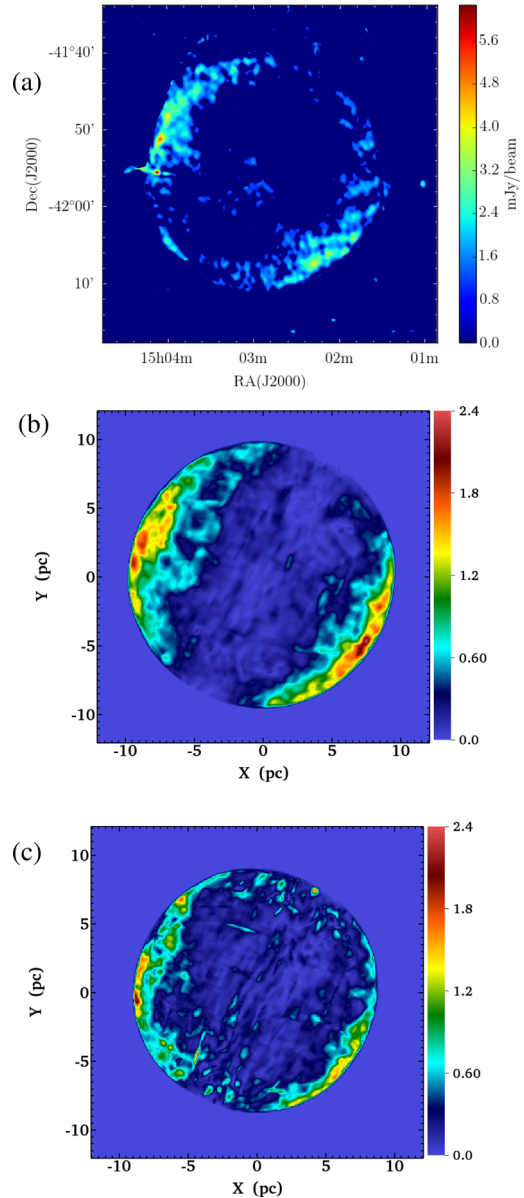 (a)
-41°40'
50'
-42°00'
10'
Dec(J2000)
15h04m 03m 02m 01m
RA(J2000)
5.6
4.8
4.0
3.2
2.4
1.6
0.8
0.0
mJy/beam
(b)
10
5
0
-5
-10
Y (pc)
-10 -5 0 5 10
X (pc)
2.4
1.8
1.2
0.60
0.0
(c)
10
5
0
-5
-10
Y (pc)
-10 -5 0 5 10
X (pc)
2.4
1.8
1.2
0.60
0.0